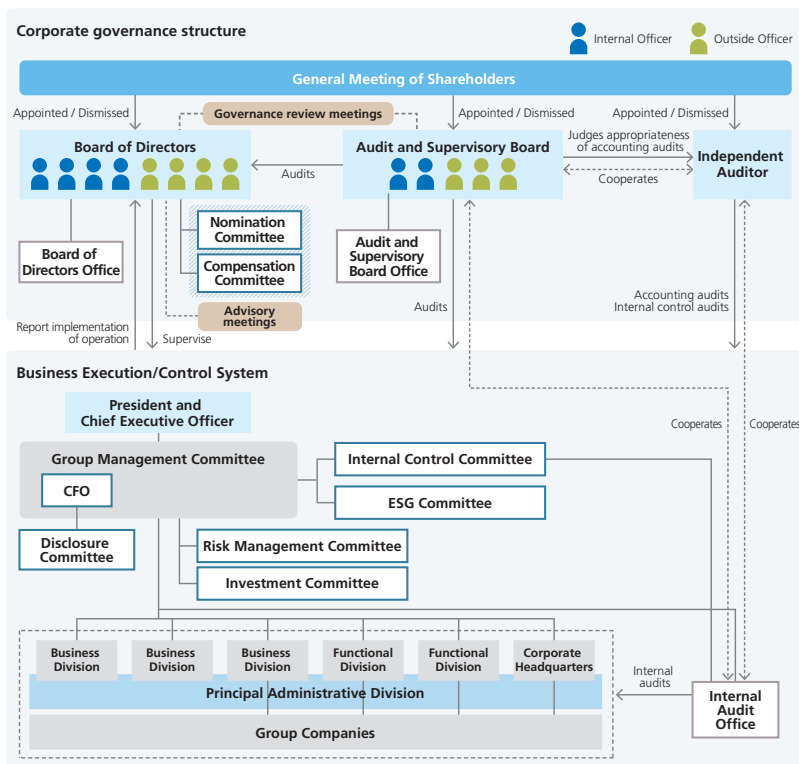 Corporate governance structure
Internal Officer
Outside Officer
General Meeting of Shareholders
Appointed / Dismissed
Governance review meetings
Appointed / Dismissed
Appointed / Dismissed
Board of Directors
Audits
Audit and Supervisory Board
Judges appropriateness
of accounting audits
Cooperates
Independent
Auditor
Board of
Directors Office
Nomination
Committee
Compensation
Committee
Audit and
Supervisory
Board Office
Advisory
meetings
Report implementation
of operation
Supervise
Audits
Accounting audits
Internal control audits
Business Execution/Control System
President and
Chief Executive Officer
Group Management Committee
CFO
Disclosure
Committee
Internal Control Committee
ESG Committee
Risk Management Committee
Investment Committee
Cooperates
Cooperates
Business
Division
Business
Division
Business
Division
Functional
Division
Functional
Division
Corporate
Headquarters
Principal Administrative Division
Group Companies
Internal
audits
Internal
Audit
Office